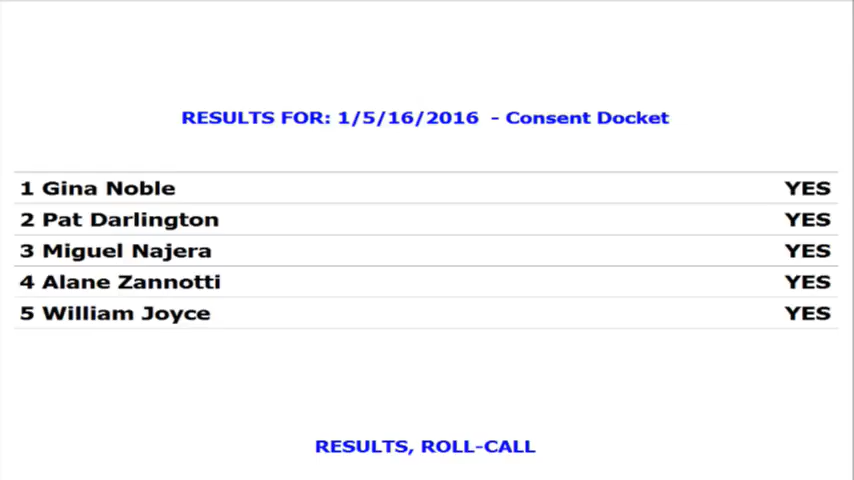 RESULTS FOR: 1/5/16/2016 - Consent Docket
1 Gina Noble YES
2 Pat Darlington YES
3 Miguel Najera YES
4 Alane Zannotti YES
5 William Joyce YES
RESULTS, ROLL-CALL